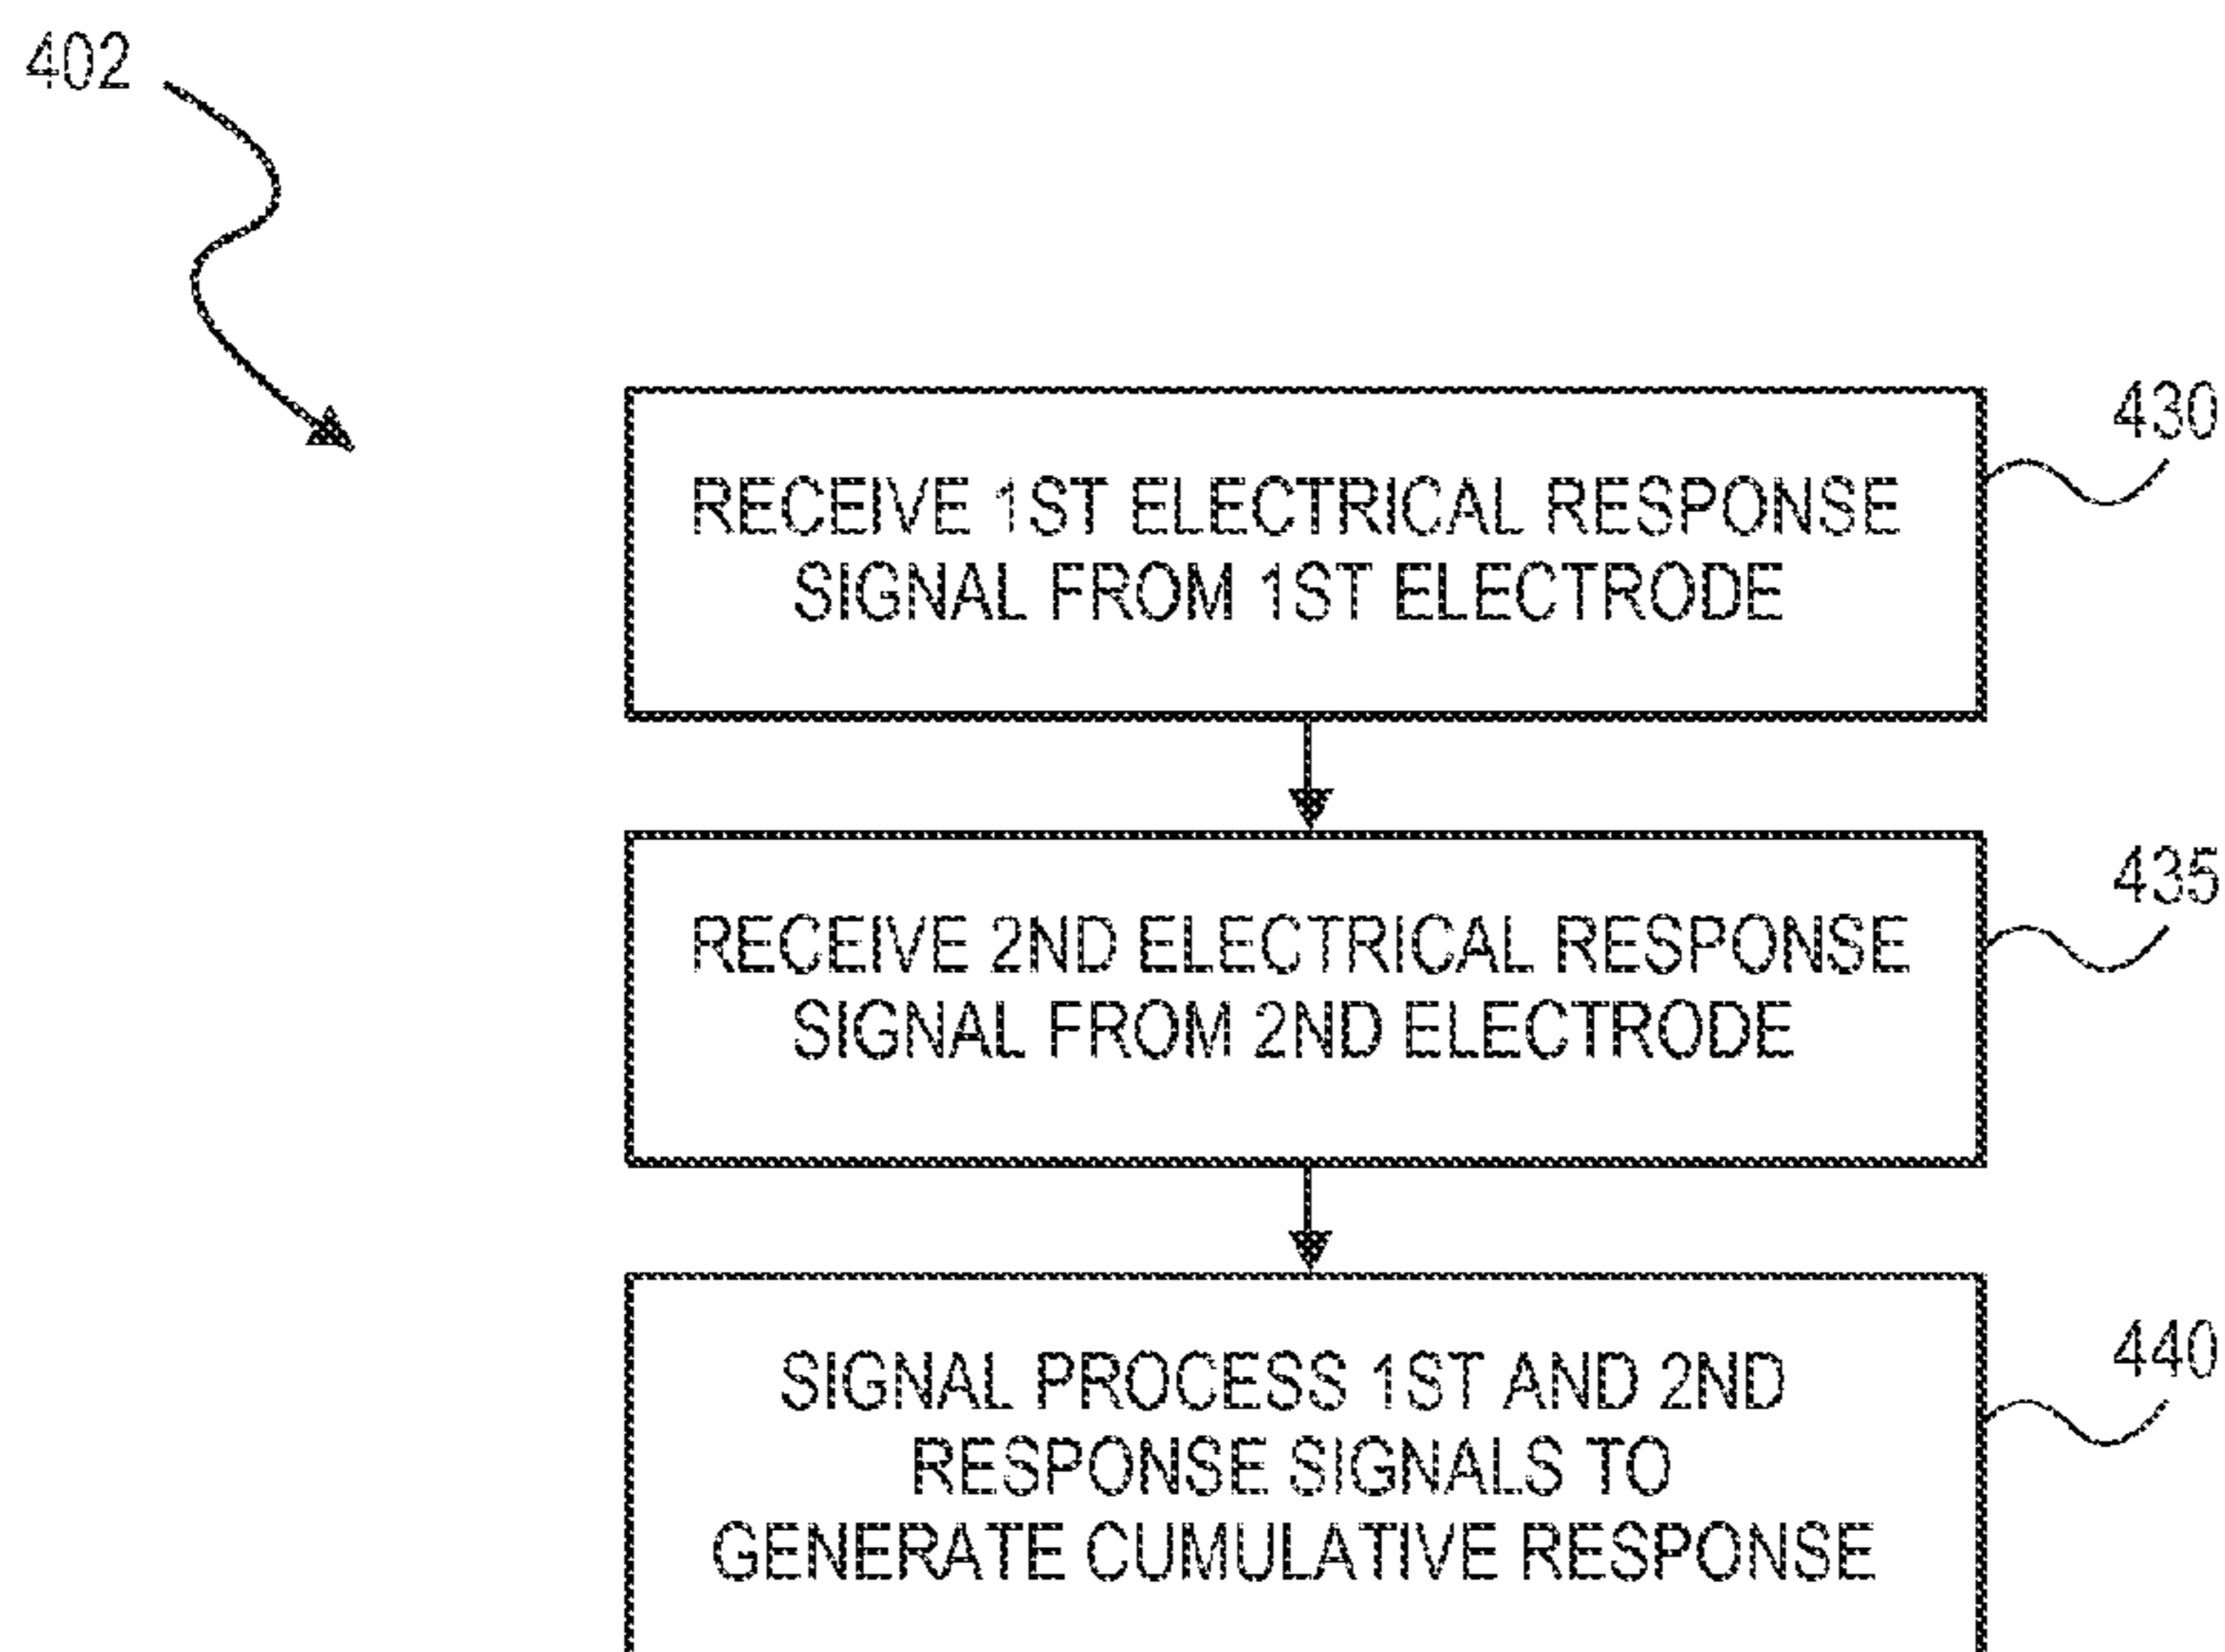 402
430
RECEIVE 1ST ELECTRICAL RESPONSE
SIGNAL FROM 1ST ELECTRODE
435
RECEIVE 2ND ELECTRICAL RESPONSE
SIGNAL FROM 2ND ELECTRODE
440
SIGNAL PROCESS 1ST AND 2ND
RESPONSE SIGNALS TO
GENERATE CUMULATIVE RESPONSE